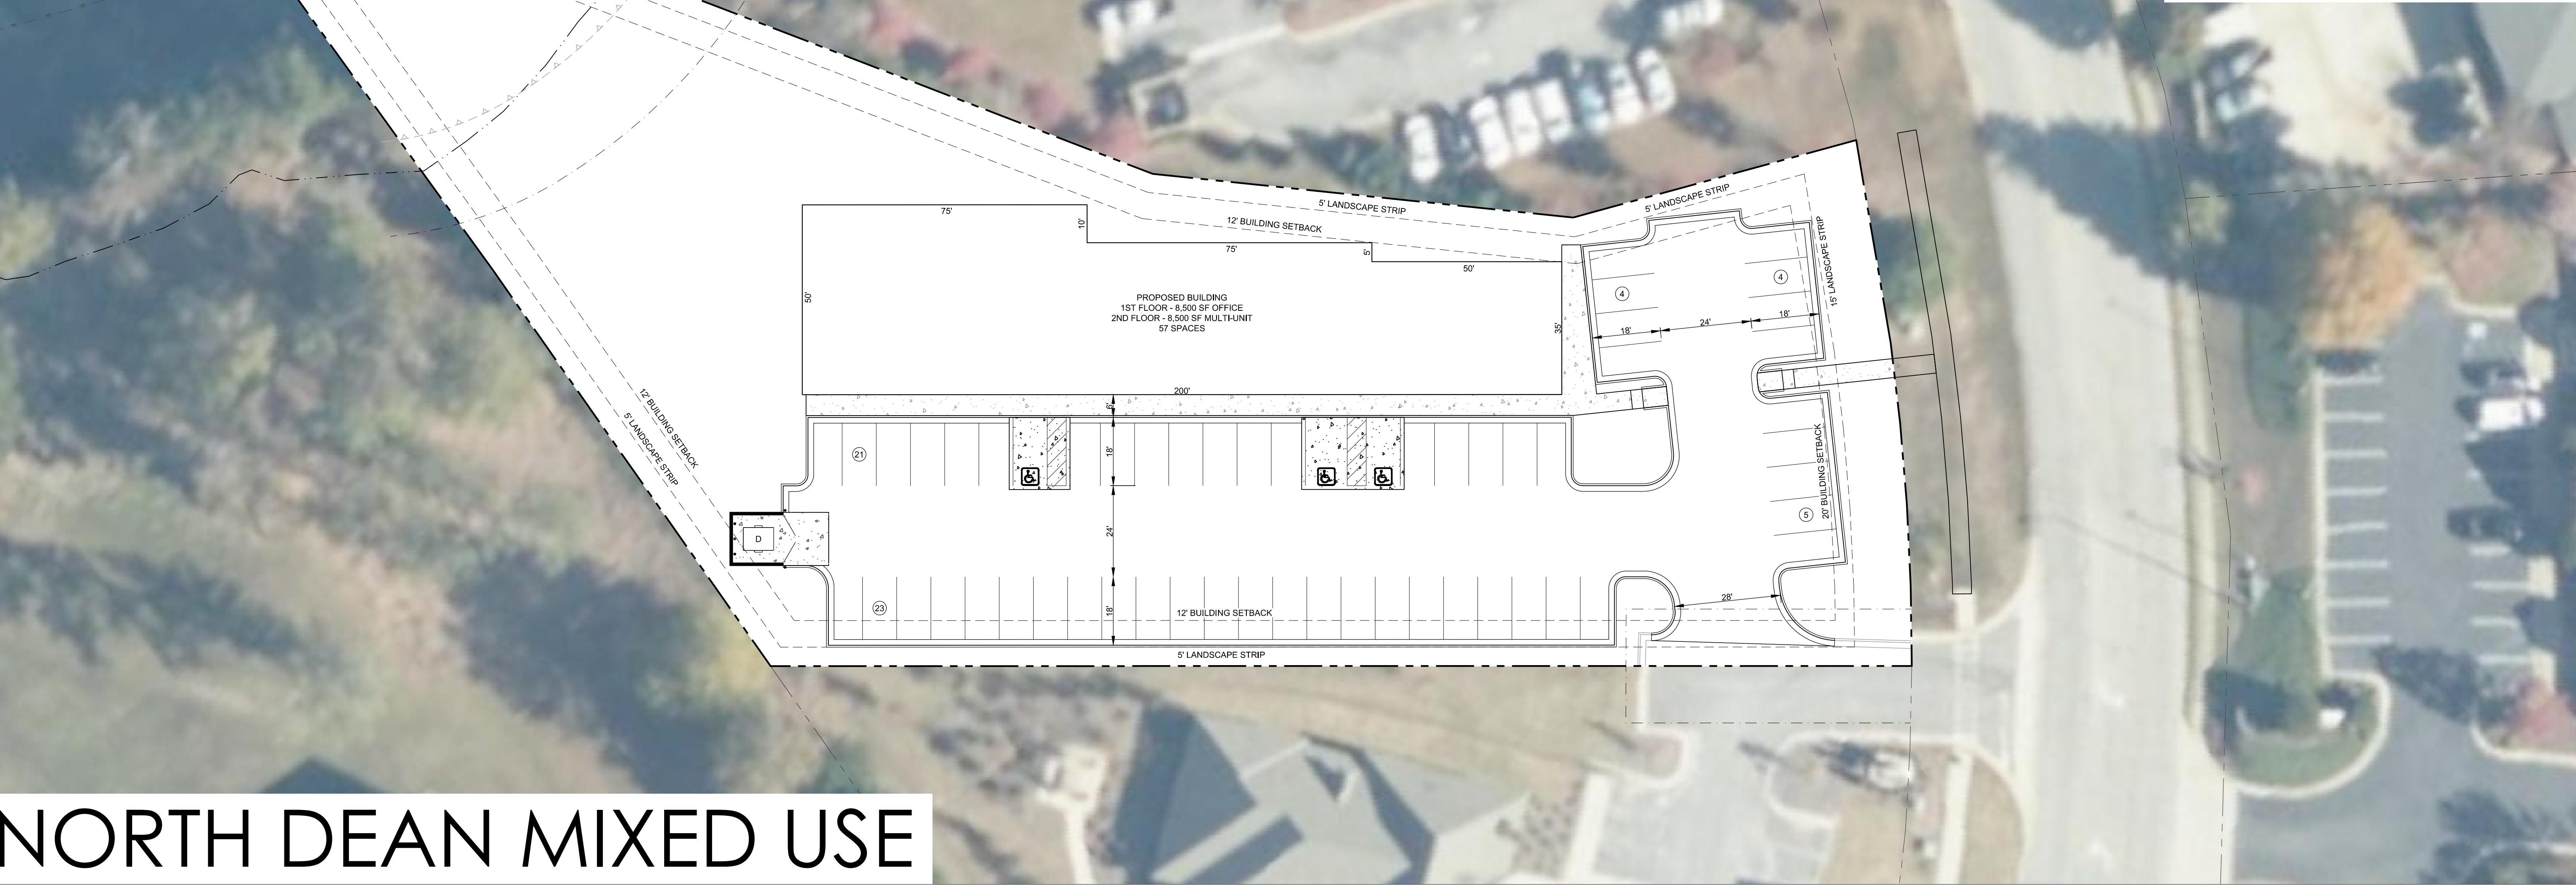 5' LANDSCAPE STRIP
5' LANDSCAPE STRIP
12' BUILDING SETBACK
15' LANDSCAPE STRIP
75'
10'
75'
5'
50'
50'
PROPOSED BUILDING
1ST FLOOR - 8,500 SF OFFICE
2ND FLOOR - 8,500 SF MULTI-UNIT
57 SPACES
35'
200'
4
4
18'
24'
18'
12' BUILDING SETBACK
5' LANDSCAPE STRIP
6'
21
18'
20' BUILDING SETBACK
5
D
24'
23
18'
12' BUILDING SETBACK
28'
5' LANDSCAPE STRIP
NORTH DEAN MIXED USE